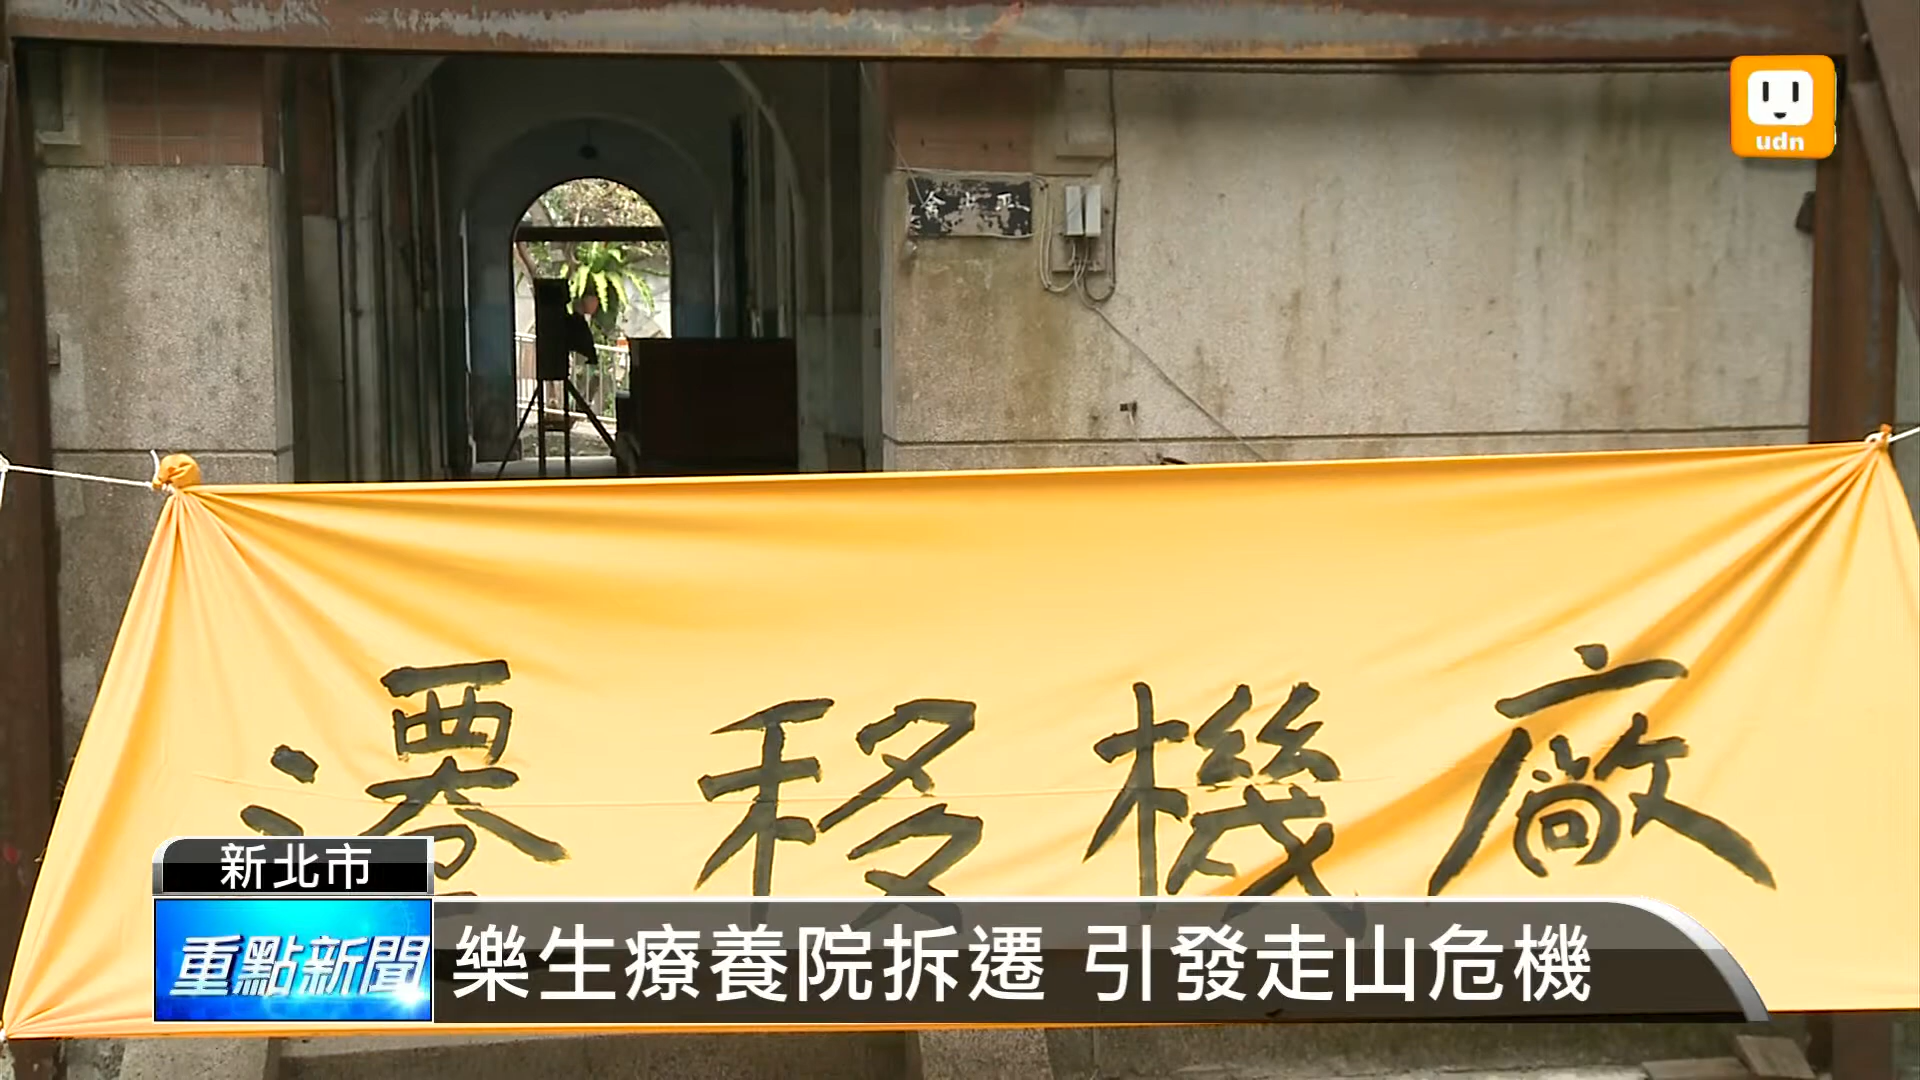 udn
遷移機廠
新北市
重點新聞
樂生療養院拆遷 引發走山危機